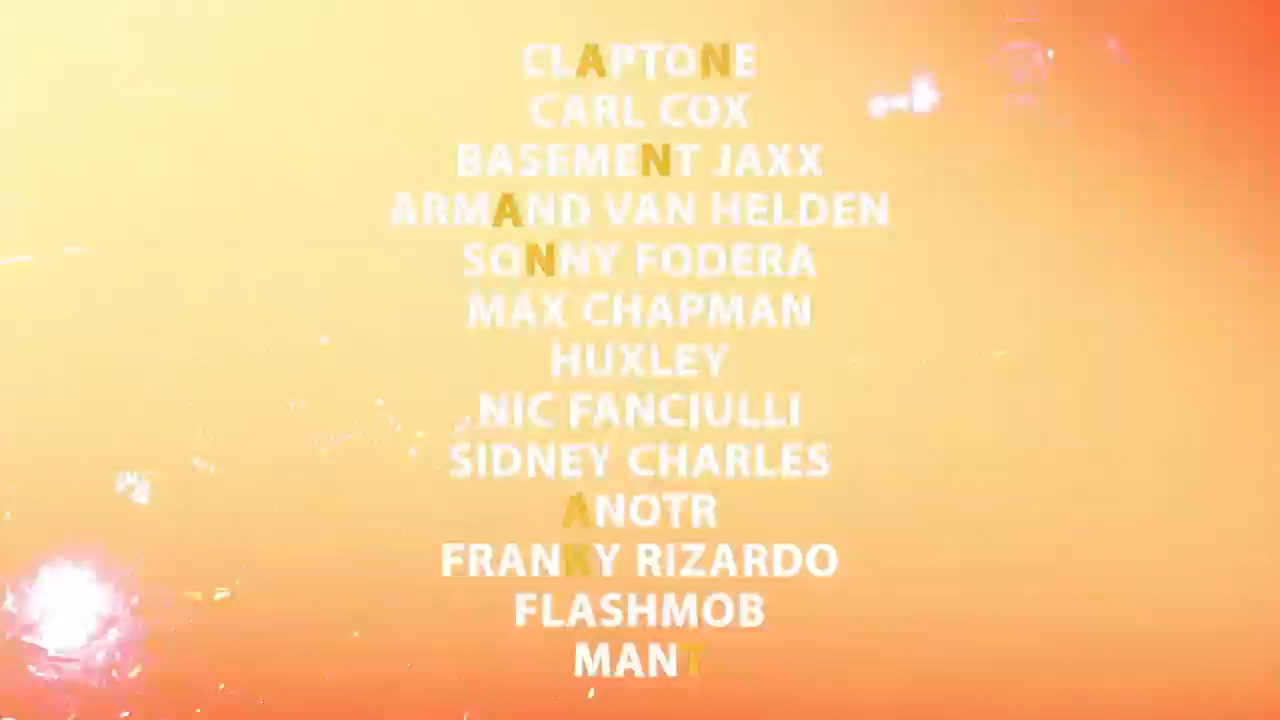 CLAPTONE
CARL COX
BASEMENT JAXX
ARMAND VAN HELDEN
SONNY FODERA
MAX CHAPMAN
HUXLEY
NIC FANCIULLI
SIDNEY CHARLES
ANOTR
FRANKY RIZARDO
FLASHMOB
MANT